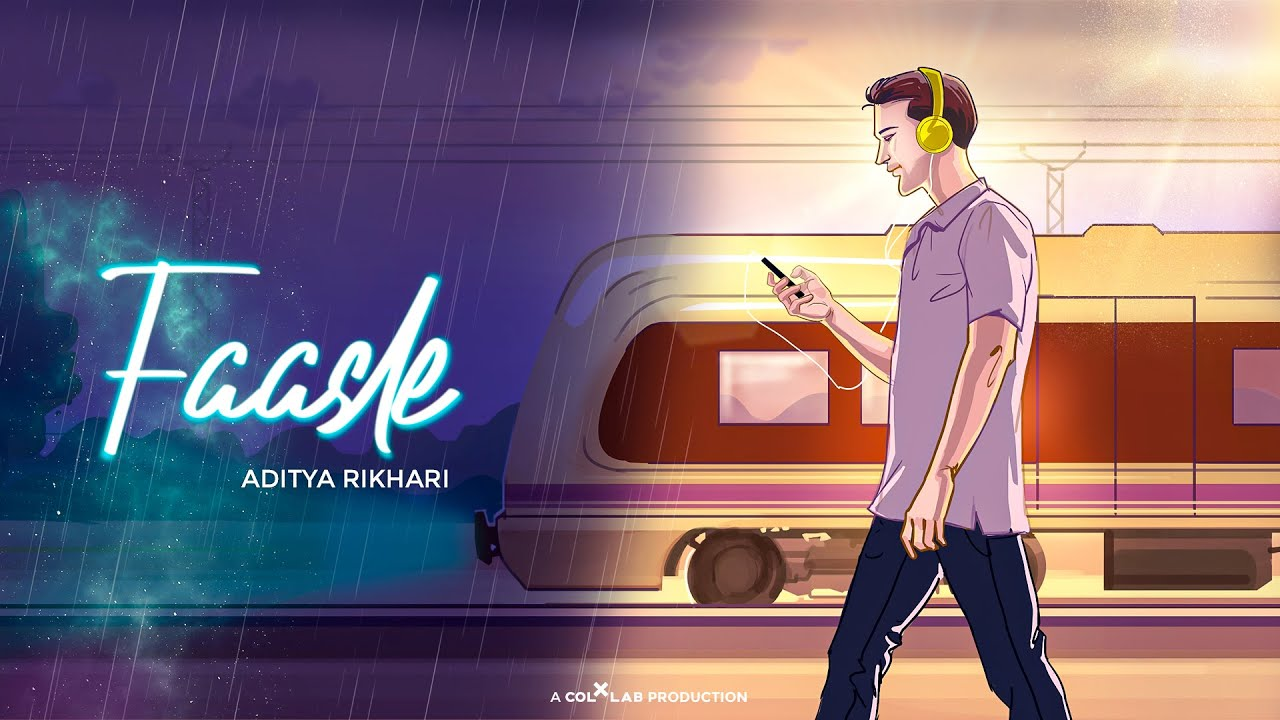 Faasle
ADITYA RIKHARI
A COLXLAB PRODUCTION